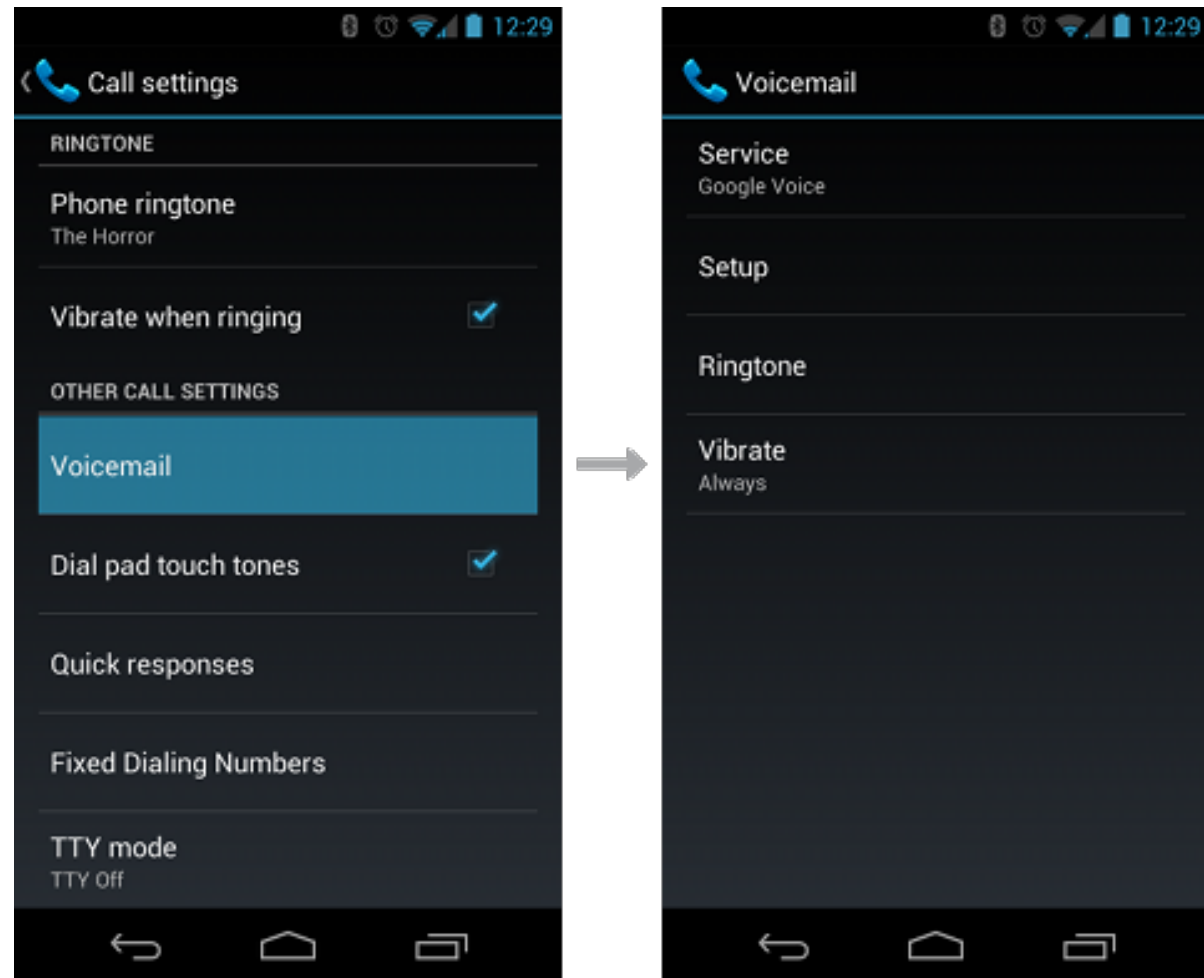 12:29
Call settings
RINGTONE
Phone ringtone
The Horror
Vibrate when ringing
OTHER CALL SETTINGS
Voicemail
Dial pad touch tones
Quick responses
Fixed Dialing Numbers
TTY mode
TTY Off
12:29
Voicemail
Service
Google Voice
Setup
Ringtone
Vibrate
Always